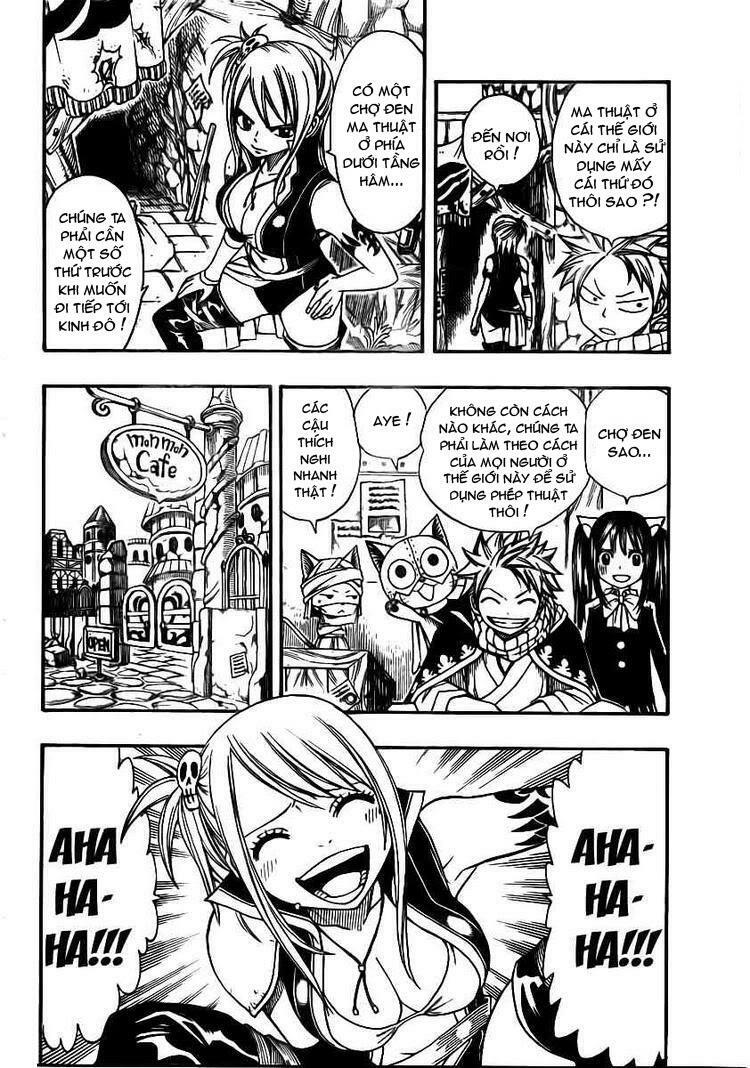 MA THUẬT Ở
CÁI THẾ GIỚI
NÀY CHỈ LÀ SỬ
DỤNG MẤY
CÁI THỨ ĐÓ
THÔI SAO ?!
ĐẾN NƠI
RỒI !
CÓ MỘT
CHỢ ĐEN
MA THUẬT
Ở PHÍA
DƯỚI TẦNG
HẦM...
CHÚNG TA
PHẢI CẦN
MỘT SỐ
THỨ TRƯỚC
KHI MUỐN
ĐI TIẾP TỚI
KINH ĐÔ !
CHỢ ĐEN
SAO...
KHÔNG CÒN CÁCH
NÀO KHÁC, CHÚNG TA
PHẢI LÀM THEO CÁCH
CỦA MỌI NGƯỜI Ở
THẾ GIỚI NÀY ĐỂ SỬ
DỤNG PHÉP THUẬT
THÔI !
AYE !
CÁC
CẬU
THÍCH
NGHI
NHANH
THẬT !
mon mon
Cafe
OPEN
AHA-
HA-
HA!!!
AHA
HA-
HA!!!